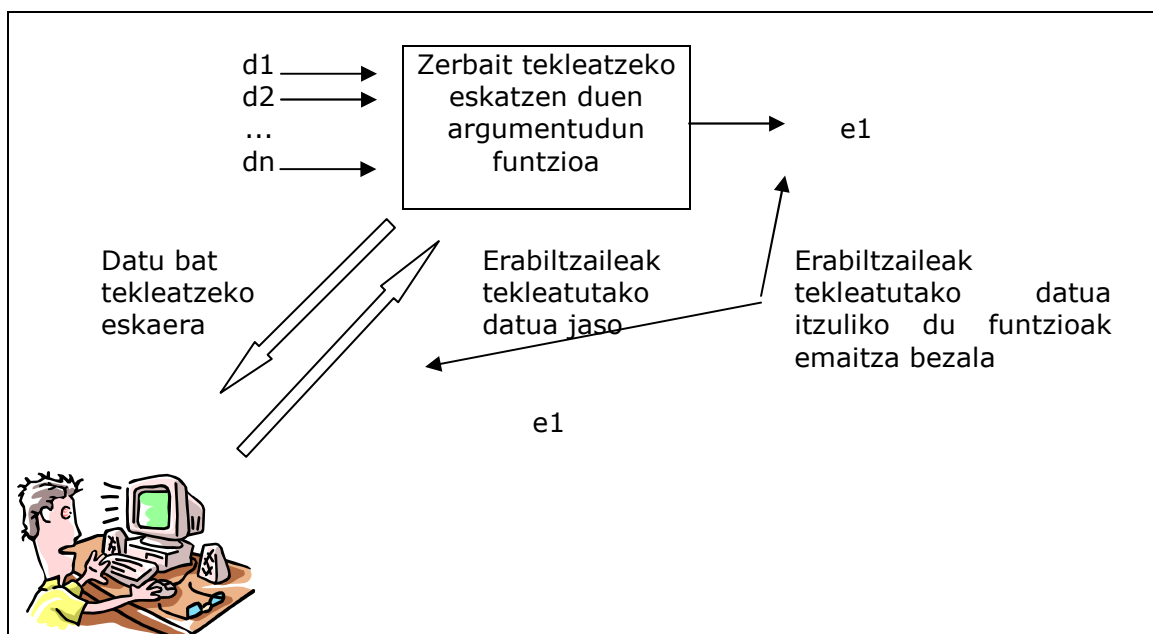 d1
d2
...
dn
Zerbait tekleatzeko
eskatzen duen
argumentudun
funtzioa
e1
Datu bat
tekleatzeko
eskaera
Erabiltzaileak
tekleatutako
datua jaso
Erabiltzaileak
tekleatutako datua
itzuliko du funtzioak
emaitza bezala
e1